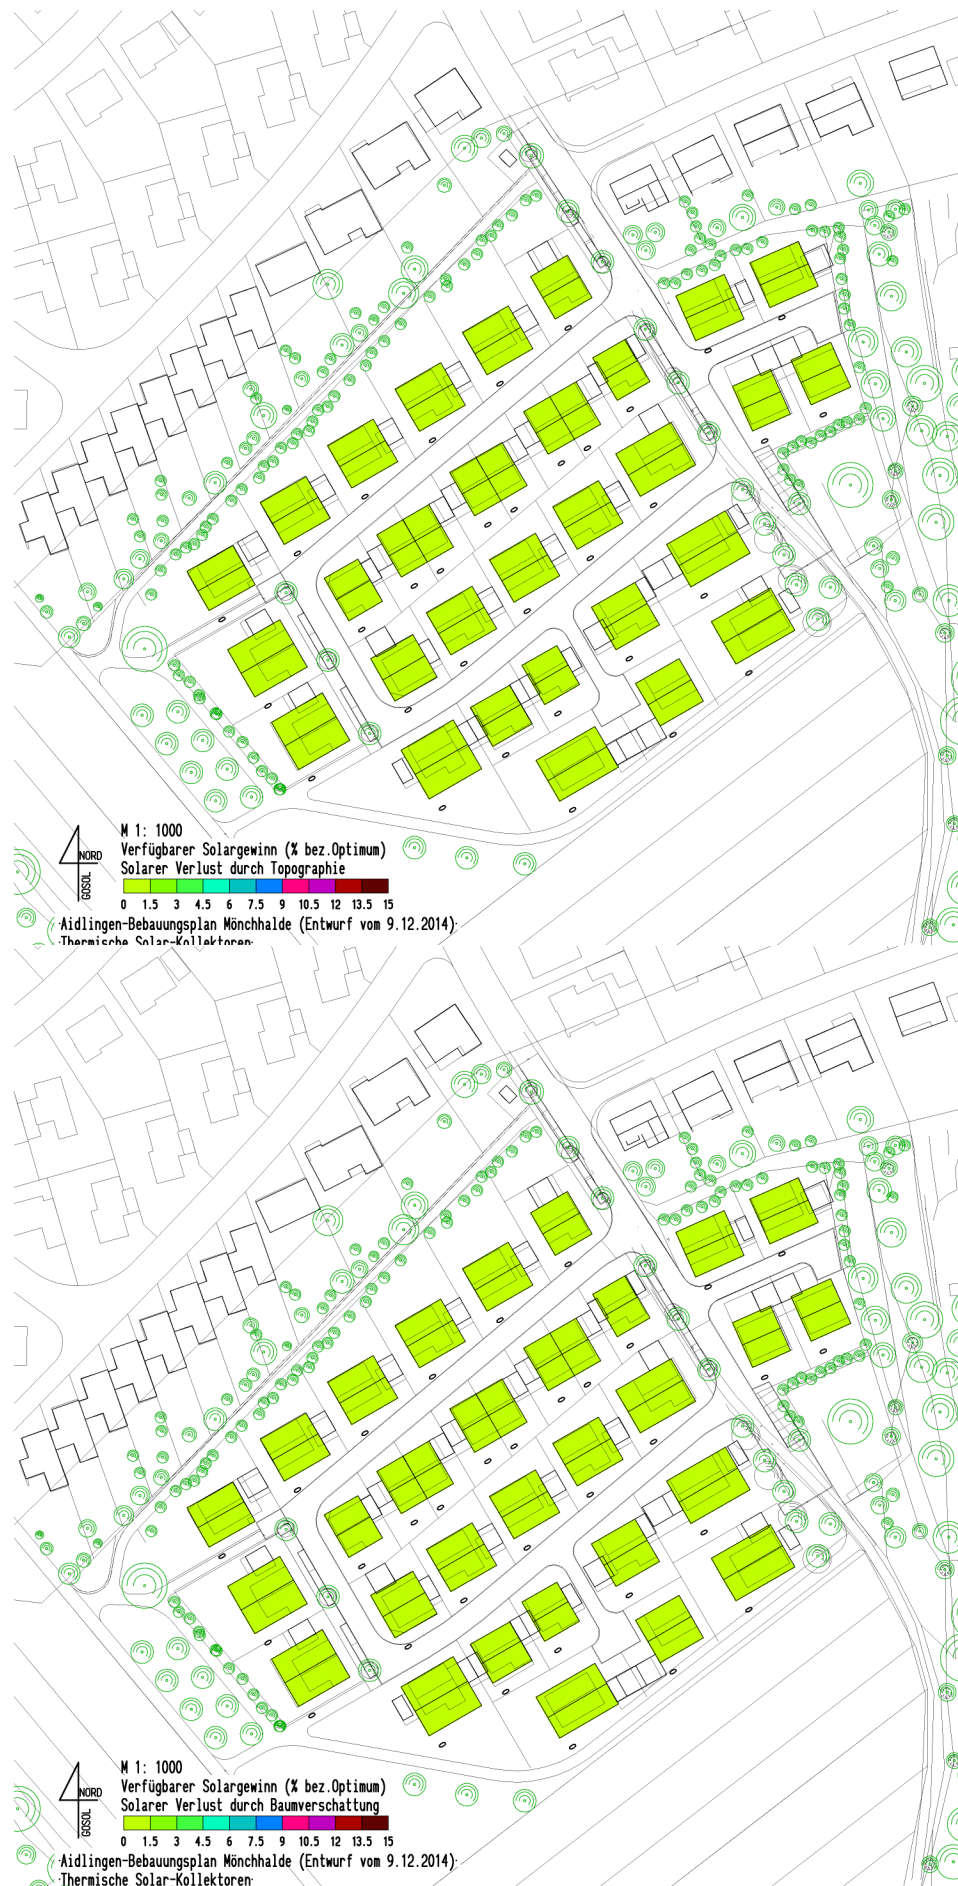 M 1: 1000
Verfügbarer Solargewinn (% bez.Optimum)
NORD
Solarer Verlust durch Topographie
GOSOL
0 1.5 3 4.5 6 7.5 9 10.5 12 13.5 15
Aidlingen-Bebauungsplan Mönchhalde (Entwurf vom 9.12.2014)
Thermische Solar-Kollektoren
M 1: 1000
Verfügbarer Solargewinn (% bez.Optimum)
NORD
Solarer Verlust durch Baumverschattung
GOSOL
0 1.5 3 4.5 6 7.5 9 10.5 12 13.5 15
Aidlingen-Bebauungsplan Mönchhalde (Entwurf vom 9.12.2014)
Thermische Solar-Kollektoren